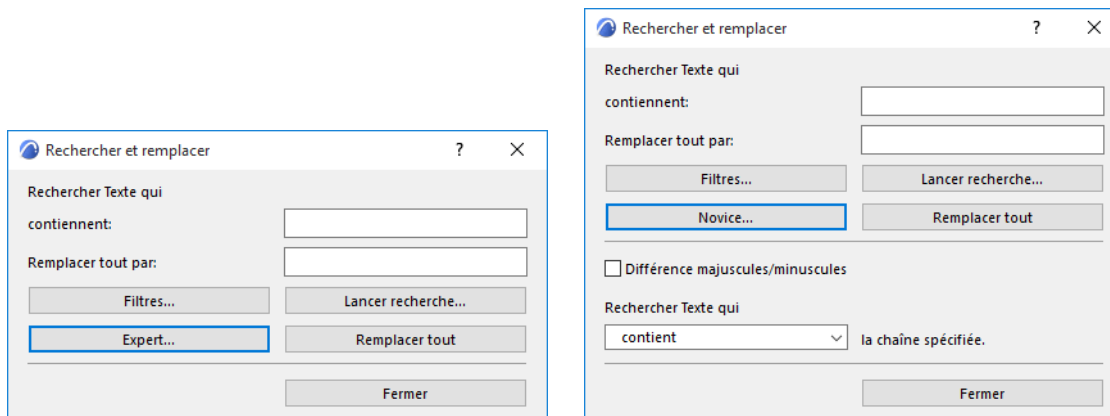 Rechercher et remplacer ?
Rechercher Texte qui
contiennent:
Remplacer tout par:
Filtres... Lancer recherche...
Expert... Remplacer tout
Fermer
Rechercher et remplacer ?
Rechercher Texte qui
contiennent:
Remplacer tout par:
Filtres... Lancer recherche...
Novice... Remplacer tout
Différence majuscules/minuscules
Rechercher Texte qui
contient la chaîne spécifiée.
Fermer